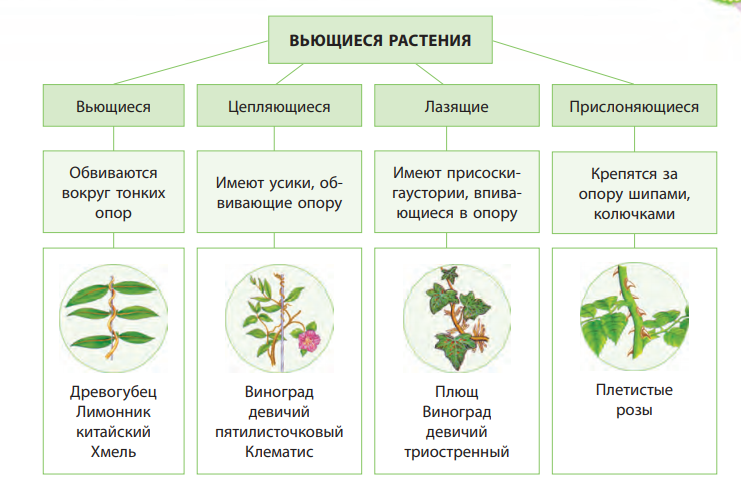 ВЬЮЩИЕСЯ РАСТЕНИЯ
Вьющиеся
Цепляющиеся
Лазящие
Прислоняющиеся
Обвиваются
вокруг тонких
опор
Имеют усики, об-
вивающие опору
Имеют присоски-
гаустории, впива-
ющиеся в опору
Крепятся за
опору шипами,
колючками
Древогубец
Лимонник
китайский
Хмель
Виноград
девичий
пятилисточковый
Клематис
Плющ
Виноград
девичий
триостренный
Плетистые
розы